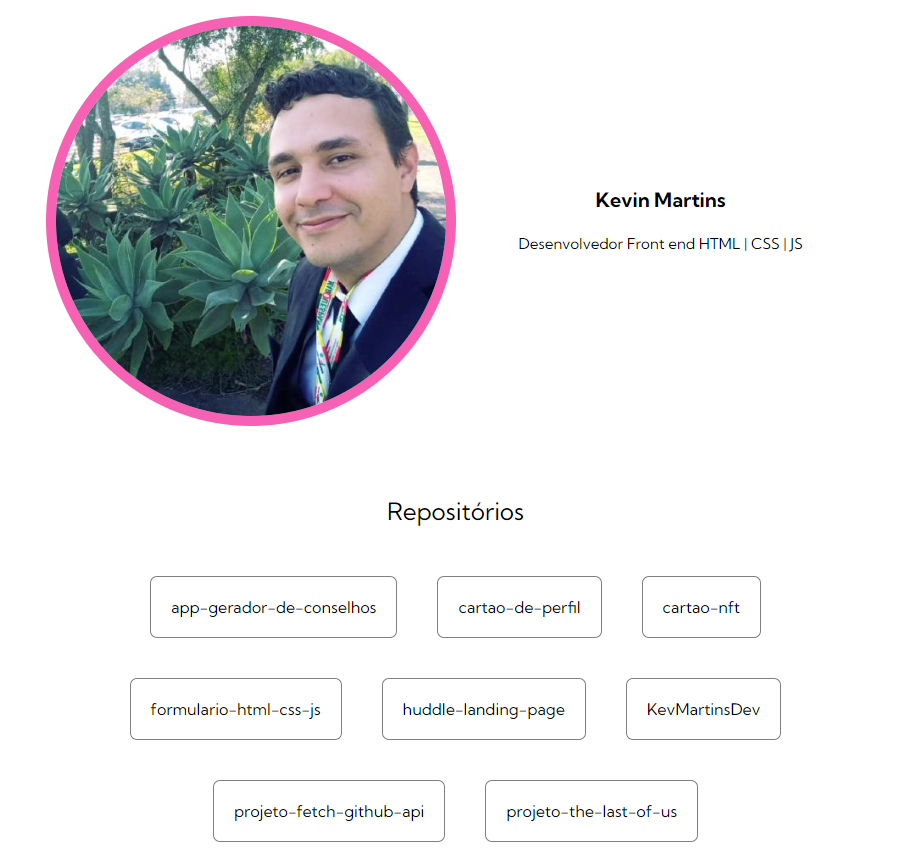 Kevin Martins
Desenvolvedor Front end HTML | CSS | JS
Repositórios
app-gerador-de-conselhos
cartao-de-perfil
cartao-nft
formulario-html-css-js
huddle-landing-page
KevMartinsDev
projeto-fetch-github-api
projeto-the-last-of-us